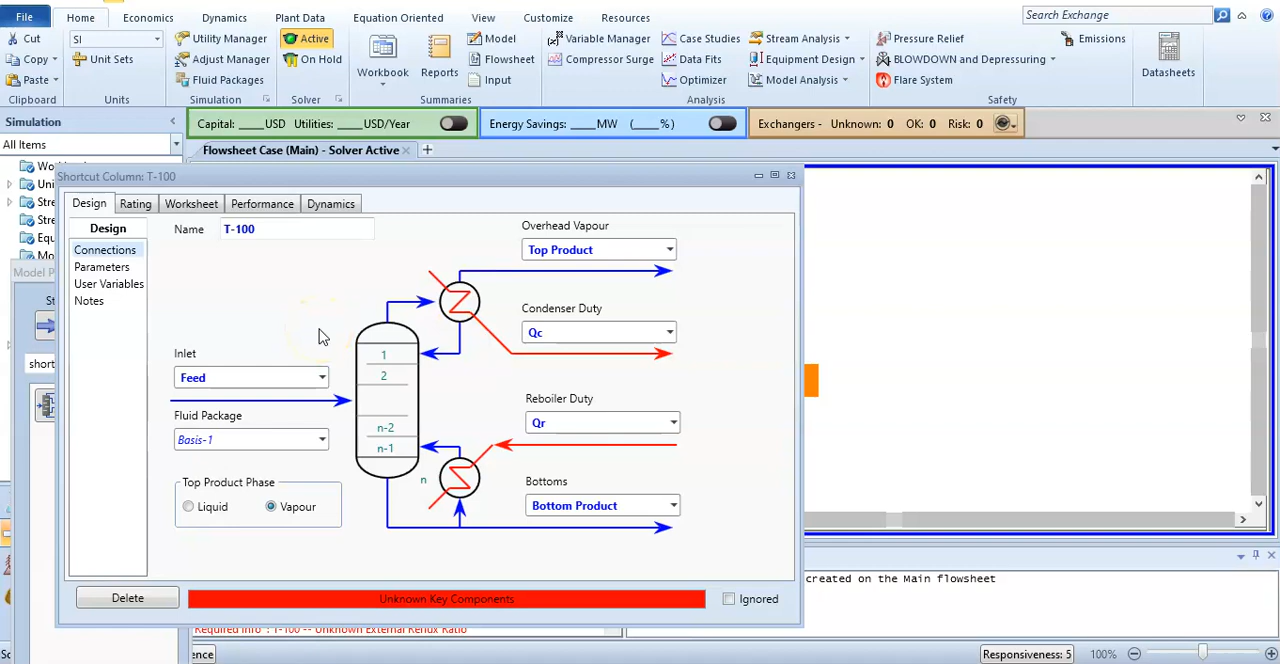 File Home Economics Dynamics Plant Data Equation Oriented View Customize Resources Search Exchange
Cut SI Utility Manager Active Model Variable Manager Case Studies Stream Analysis Pressure Relief Emissions
Copy Unit Sets Adjust Manager On Hold Workbook Reports Flowsheet Compressor Surge Data Fits Equipment Design BLOWDOWN and Depressuring Datasheets
Paste Fluid Packages Input Optimizer Model Analysis Flare System
Clipboard Units Simulation Solver Summaries Analysis Safety
Simulation Capital: ____USD Utilities: ____USD/Year Energy Savings: ____MW (____%) Exchangers - Unknown: 0 OK: 0 Risk: 0
All Items Flowsheet Case (Main) - Solver Active
Shortcut Column: T-100
Design Rating Worksheet Performance Dynamics
Design
Connections
Parameters
User Variables
Notes
Name T-100
Overhead Vapour
Top Product
Condenser Duty
Qc
1
2
n-2
n-1
n
Inlet
Feed
Fluid Package
Basis-1
Top Product Phase
Liquid Vapour
Reboiler Duty
Qr
Bottoms
Bottom Product
Delete Unknown Key Components Ignored
created on the Main flowsheet
Required Info : T-100 -- Unknown External Reflux Ratio
Responsiveness: 5 100%